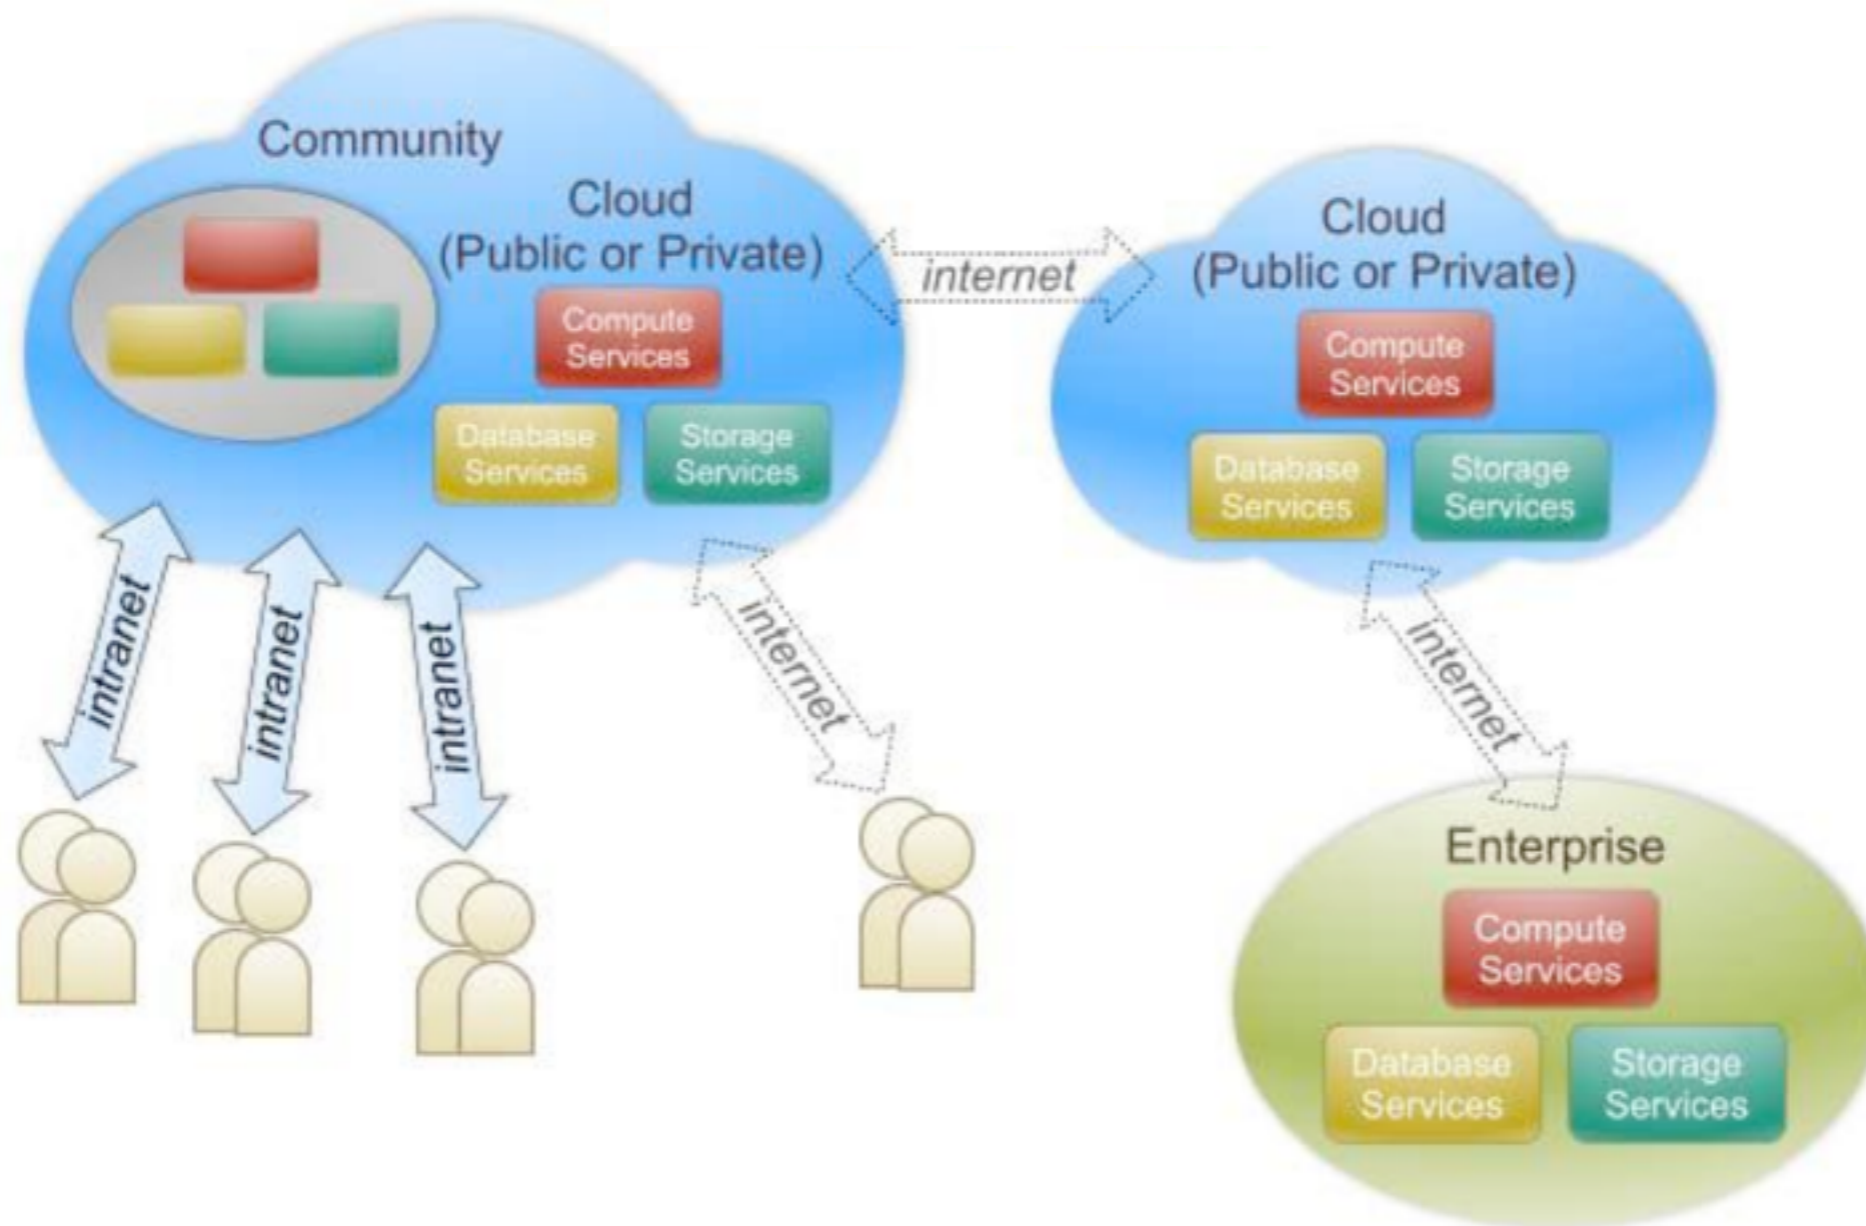 Community
Cloud
(Public or Private)
Compute
Services
Database
Services
Storage
Services
internet
Cloud
(Public or Private)
Compute
Services
Database
Services
Storage
Services
intranet
intranet
intranet
internet
internet
Enterprise
Compute
Services
Database
Services
Storage
Services